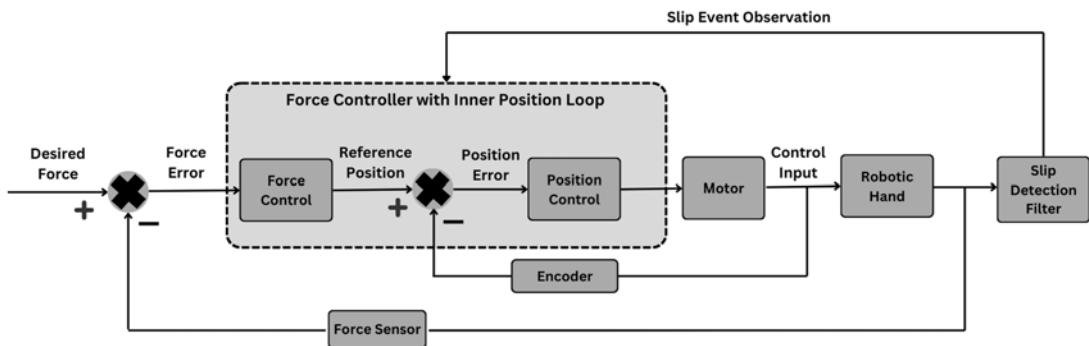 Slip Event Observation
Force Controller with Inner Position Loop
Desired
Force
Force
Error
Force
Control
Reference
Position
Position
Error
Position
Control
Motor
Control
Input
Robotic
Hand
Slip
Detection
Filter
+
−
+
−
Encoder
Force Sensor